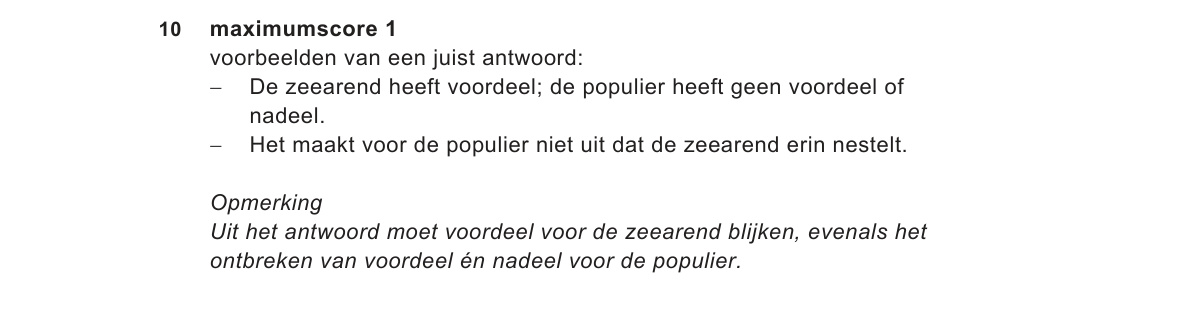 10 maximumscore 1
voorbeelden van een juist antwoord:
− De zeearend heeft voordeel; de populier heeft geen voordeel of
nadeel.
− Het maakt voor de populier niet uit dat de zeearend erin nestelt.
Opmerking
Uit het antwoord moet voordeel voor de zeearend blijken, evenals het
ontbreken van voordeel én nadeel voor de populier.